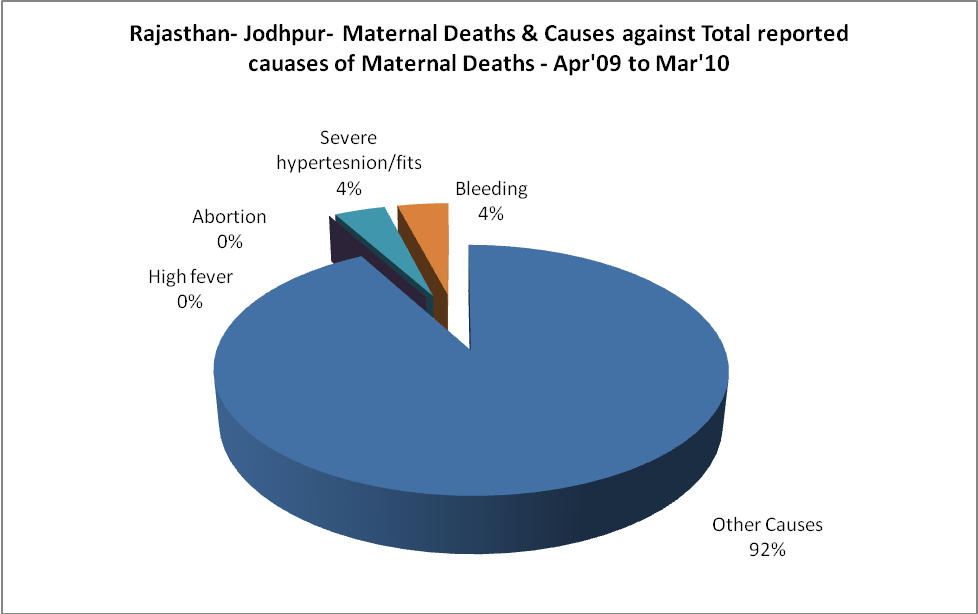 Rajasthan- Jodhpur- Maternal Deaths & Causes against Total reported
cauases of Maternal Deaths - Apr'09 to Mar'10
Severe
hypertesnion/fits
4%
Bleeding
4%
Abortion
0%
High fever
0%
Other Causes
92%